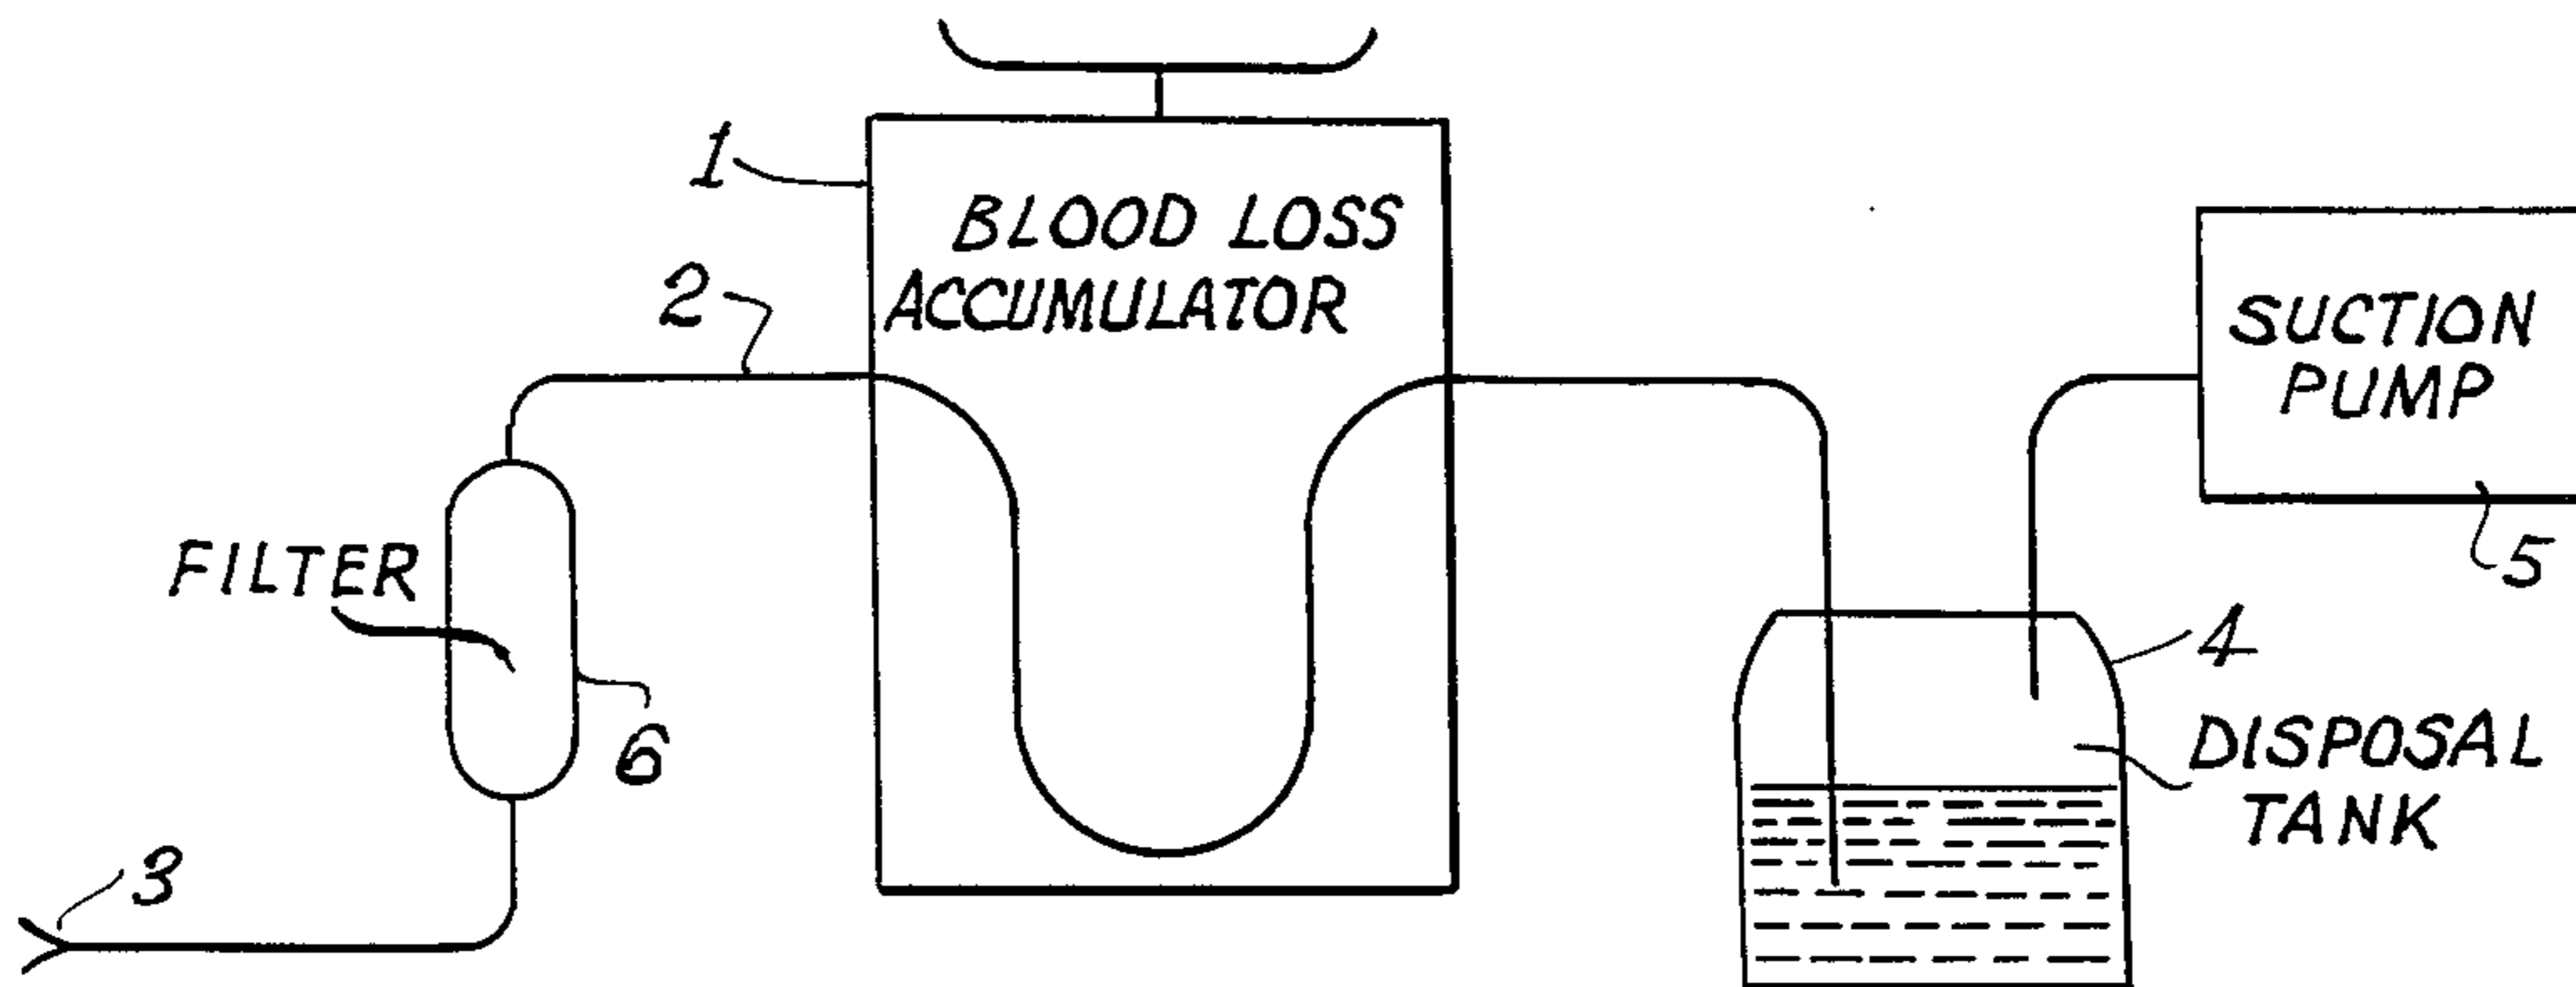 1
BLOOD LOSS
ACCUMULATOR
2
SUCTION
PUMP
5
FILTER
6
4
DISPOSAL
TANK
3